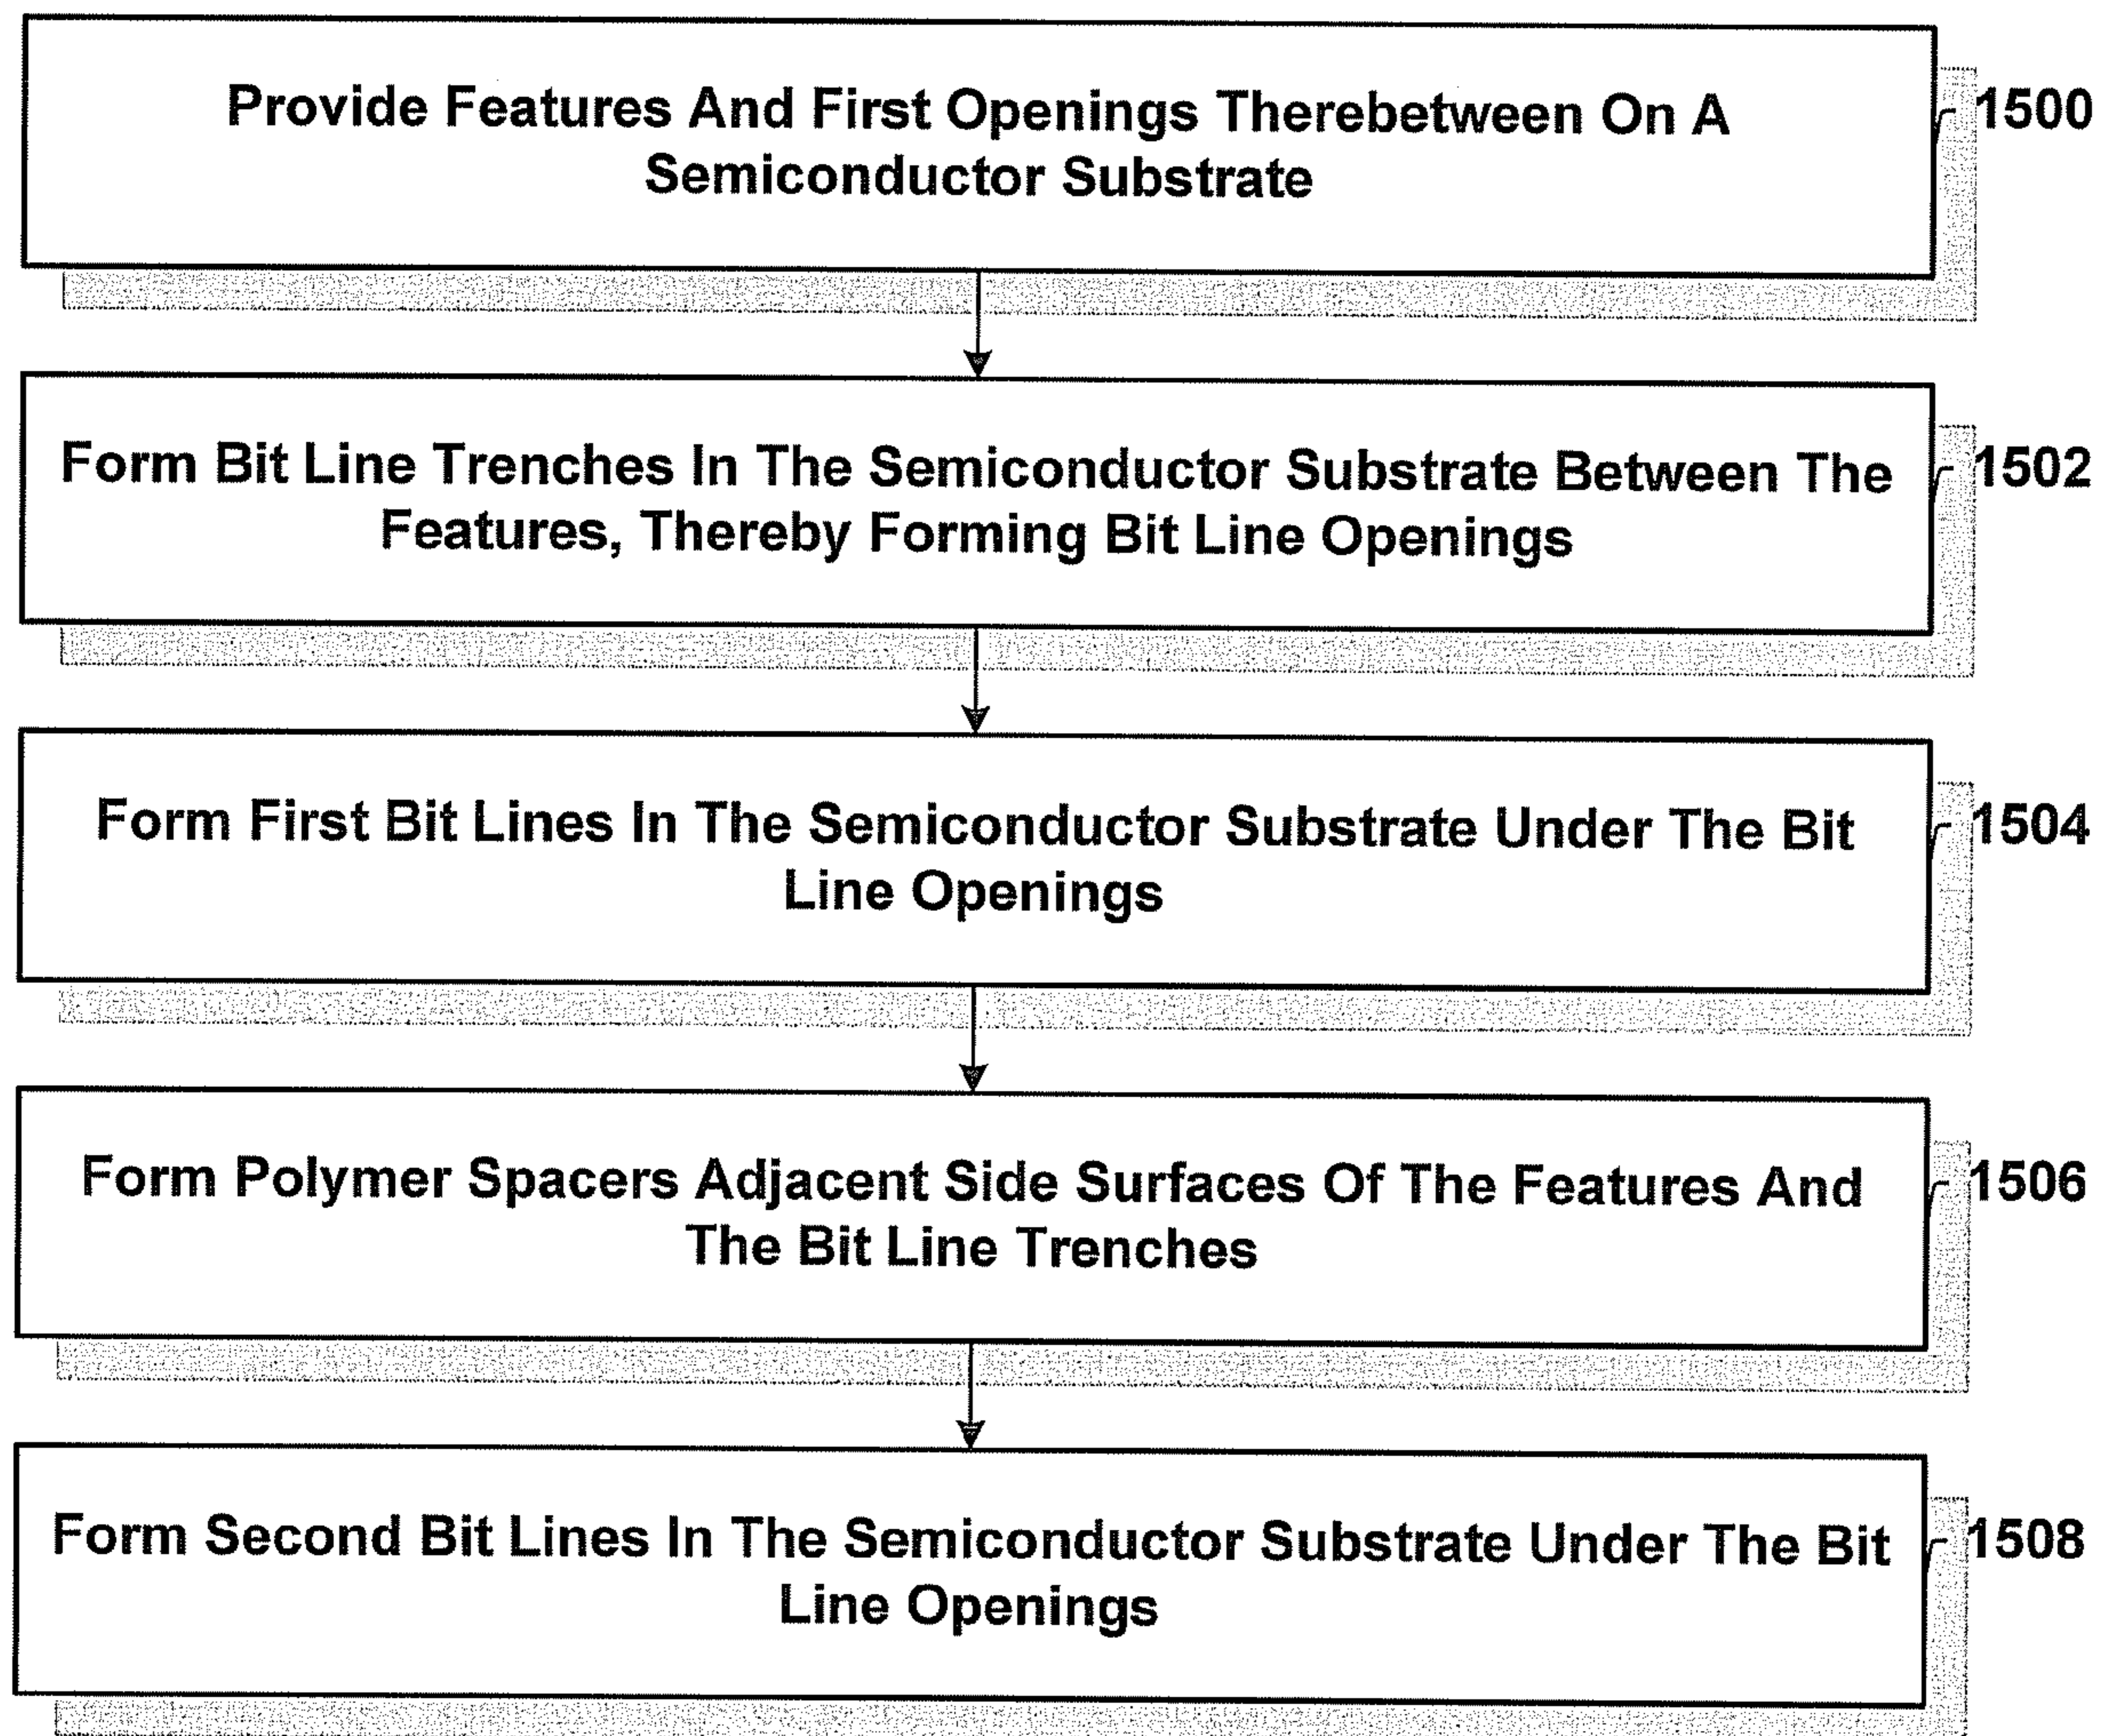 Provide Features And First Openings Therebetween On A
Semiconductor Substrate
1500
Form Bit Line Trenches In The Semiconductor Substrate Between The
Features, Thereby Forming Bit Line Openings
1502
Form First Bit Lines In The Semiconductor Substrate Under The Bit
Line Openings
1504
Form Polymer Spacers Adjacent Side Surfaces Of The Features And
The Bit Line Trenches
1506
Form Second Bit Lines In The Semiconductor Substrate Under The Bit
Line Openings
1508